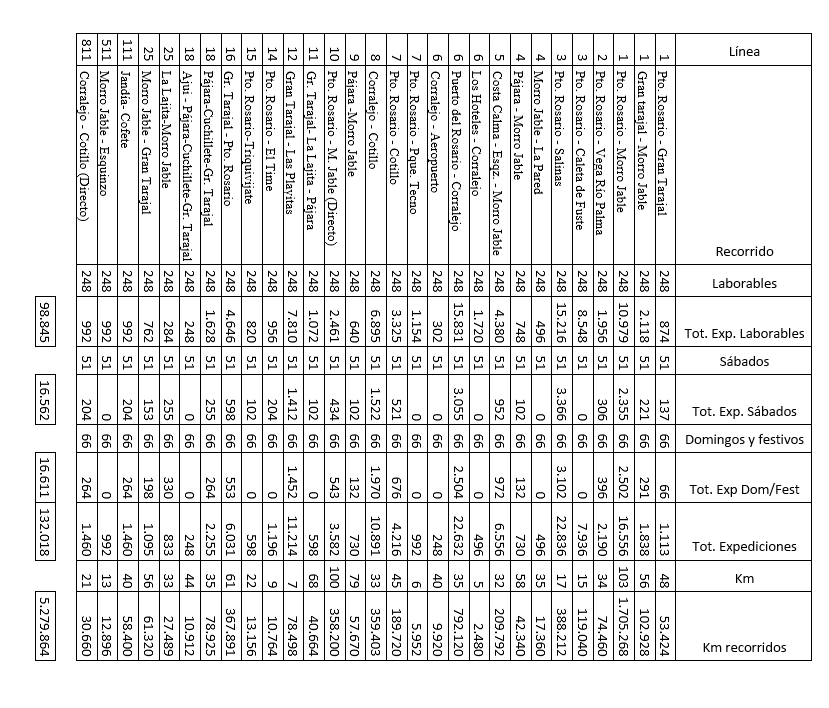 Línea Recorrido Laborables Tot. Exp. Laborables Sábados Tot. Exp. Sábados Domingos y festivos Tot. Exp Dom/Fest Tot. Expediciones Km Km recorridos
1 Pto. Rosario - Gran Tarajal 248 874 51 137 66 66 1.113 48 53.424
1 Gran tarajal - Morro Jable 248 2.118 51 221 66 291 1.838 56 102.928
1 Pto. Rosario - Morro Jable 248 10.979 51 2.355 66 2.502 16.556 103 1.705.268
2 Pto. Rosario - Vega Rio Palma 248 1.956 51 306 66 396 2.190 34 74.460
3 Pto. Rosario - Caleta de Fuste 248 8.548 51 0 66 0 7.936 15 119.040
3 Pto. Rosario - Salinas 248 15.216 51 3.366 66 3.102 22.836 17 388.212
4 Morro Jable - La Pared 248 496 51 0 66 0 496 35 17.360
4 Pájara - Morro Jable 248 748 51 102 66 132 730 58 42.340
5 Costa Calma - Esqz. - Morro Jable 248 4.380 51 952 66 972 6.556 32 209.792
6 Los Hoteles - Corralejo 248 1.720 51 0 66 0 496 5 2.480
6 Puerto de Rosario - Corralejo 248 15.831 51 3.055 66 2.504 22.632 35 792.120
6 Corralejo - Aeropuerto 248 302 51 0 66 0 248 40 9.920
7 Pto. Rosario - Pque. Tecno 248 1.154 51 0 66 0 992 6 5.952
7 Pto. Rosario - Cotillo 248 3.325 51 521 66 676 4.216 45 189.720
8 Corralejo - Cotillo 248 6.895 51 1.522 66 1.970 10.891 33 359.403
9 Pájara -Morro Jable 248 640 51 102 66 132 730 79 57.670
10 Pto. Rosario - M. Jable (Directo) 248 2.461 51 434 66 543 3.582 100 358.200
11 Gr. Tarajal- La Lajita - Pájara 248 1.072 51 102 66 0 598 68 40.664
12 Gran Tarajal - Las Playitas 248 7.810 51 1.412 66 1.452 11.214 7 78.498
14 Pto. Rosario - El Time 248 956 51 204 66 0 1.196 9 10.764
15 Pto. Rosario-Triquivijate 248 820 51 102 66 0 598 22 13.156
16 Gr. Tarajal - Pto. Rosario 248 4.646 51 598 66 553 6.031 61 367.891
18 Pájara-Cuchillete-Gr. Tarajal 248 1.628 51 255 66 264 2.255 35 78.925
18 Ajui - Pájara-Cuchillete-Gr. Tarajal 248 248 51 0 66 0 248 44 10.912
25 La Lajita-Morro Jable 248 284 51 255 66 330 833 33 27.489
25 Morro Jable - Gran Tarajal 248 762 51 153 66 198 1.095 56 61.320
111 Jandía- Cofete 248 992 51 204 66 264 1.460 40 58.400
511 Morro Jable - Esquinzo 248 992 51 0 66 0 992 13 12.896
811 Corralejo - Cotillo (Directo) 248 992 51 204 66 264 1.460 21 30.660
98.845 16.562 16.611 132.018 5.279.864